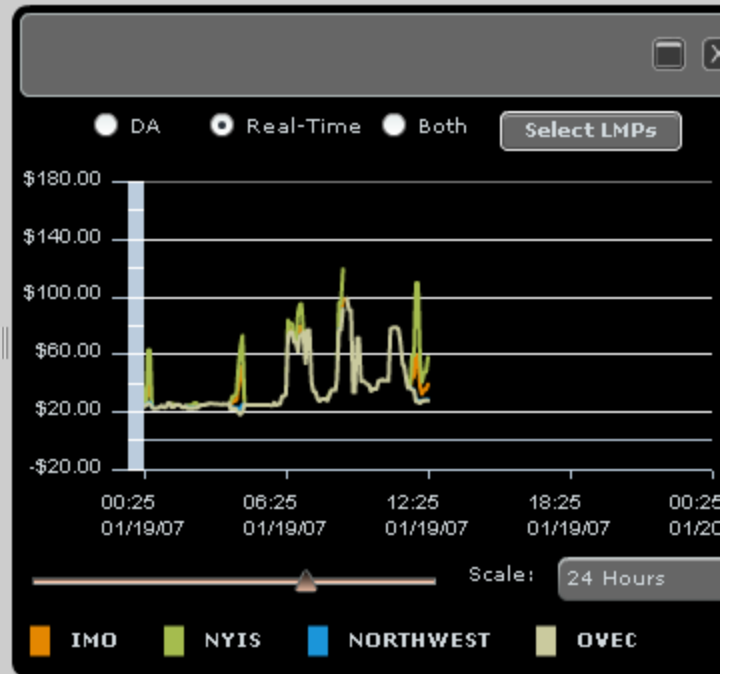 DA Real-Time Both Select LMPs
$180.00
$140.00
$100.00
$60.00
$20.00
-$20.00
00:25 06:25 12:25 18:25 00:25
01/19/07 01/19/07 01/19/07 01/19/07 01/20
Scale: 24 Hours
IMO NYIS NORTHWEST OVEC